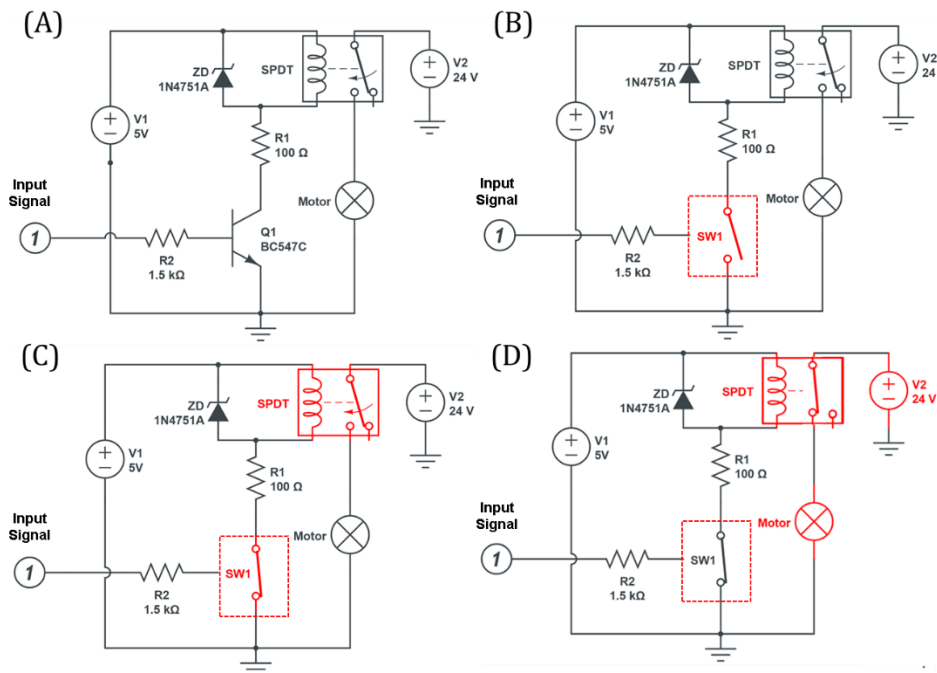 (A)
ZD
1N4751A
SPDT
V2
24 V
V1
5V
R1
100 Ω
Input
Signal
1
Motor
Q1
BC547C
R2
1.5 kΩ
(B)
ZD
1N4751A
SPDT
V2
24
V1
5V
R1
100 Ω
Input
Signal
1
Motor
SW1
R2
1.5 kΩ
(C)
ZD
1N4751A
SPDT
V2
24 V
V1
5V
R1
100 Ω
Input
Signal
1
Motor
SW1
R2
1.5 kΩ
(D)
ZD
1N4751A
SPDT
V2
24 V
V1
5V
R1
100 Ω
Input
Signal
1
Motor
SW1
R2
1.5 kΩ